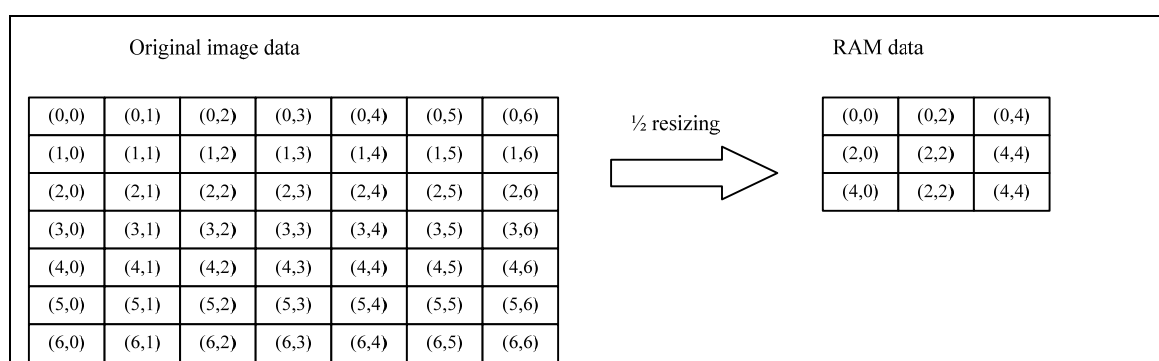 Original image data RAM data
(0,0) (0,1) (0,2) (0,3) (0,4) (0,5) (0,6) ½ resizing (0,0) (0,2) (0,4)
(1,0) (1,1) (1,2) (1,3) (1,4) (1,5) (1,6) (2,0) (2,2) (4,4)
(2,0) (2,1) (2,2) (2,3) (2,4) (2,5) (2,6) (4,0) (2,2) (4,4)
(3,0) (3,1) (3,2) (3,3) (3,4) (3,5) (3,6)
(4,0) (4,1) (4,2) (4,3) (4,4) (4,5) (4,6)
(5,0) (5,1) (5,2) (5,3) (5,4) (5,5) (5,6)
(6,0) (6,1) (6,2) (6,3) (6,4) (6,5) (6,6)